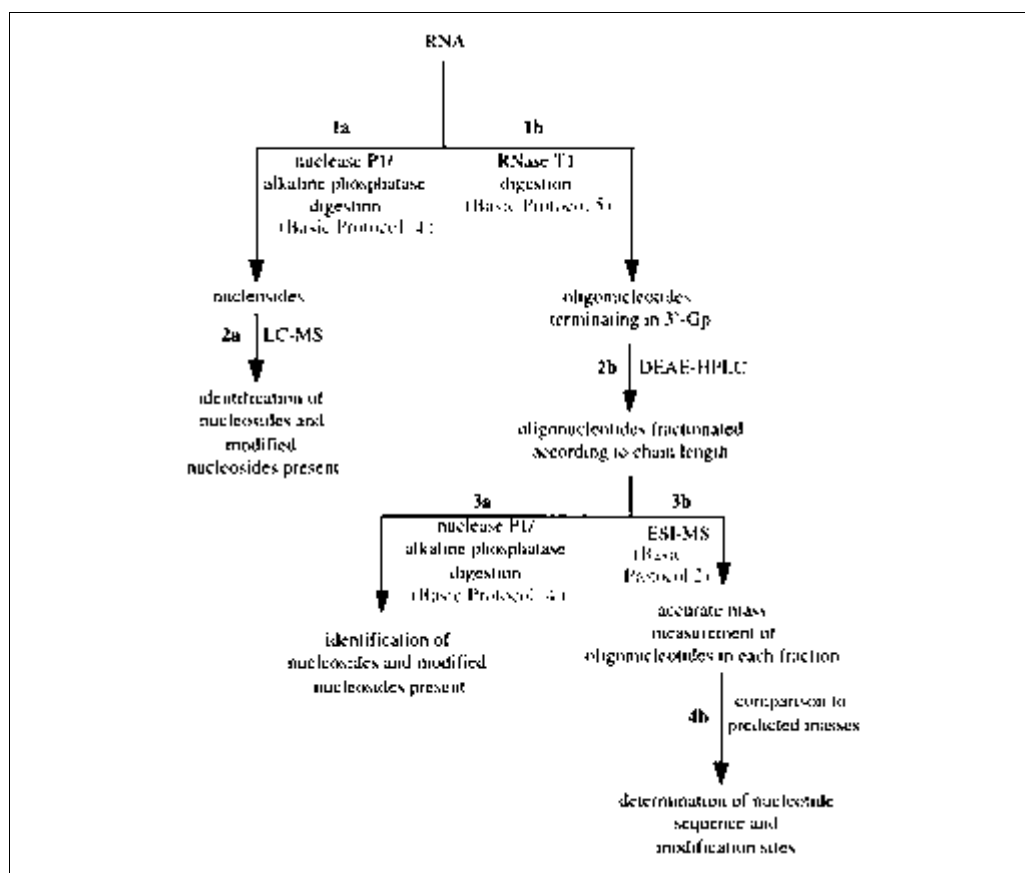 RNA
1a
1b
nuclease P1/
alkaline phosphatase
digestion
(Basic Protocol 4)
RNase T1
digestion
(Basic Protocol 5)
nucleosides
oligonucleotides
terminating in 3'-Gp
2a
LC-MS
2b
DEAE-HPLC
identification of
nucleosides and
modified
nucleosides present
oligonucleotides fractionated
according to chain length
3a
3b
nuclease P1/
alkaline phosphatase
digestion
(Basic Protocol 4)
ESI-MS
(Basic
Protocol 2)
identification of
nucleosides and modified
nucleosides present
accurate mass
measurement of
oligonucleotides in each fraction
4b
comparison to
predicted masses
determination of nucleotide
sequence and
modification sites